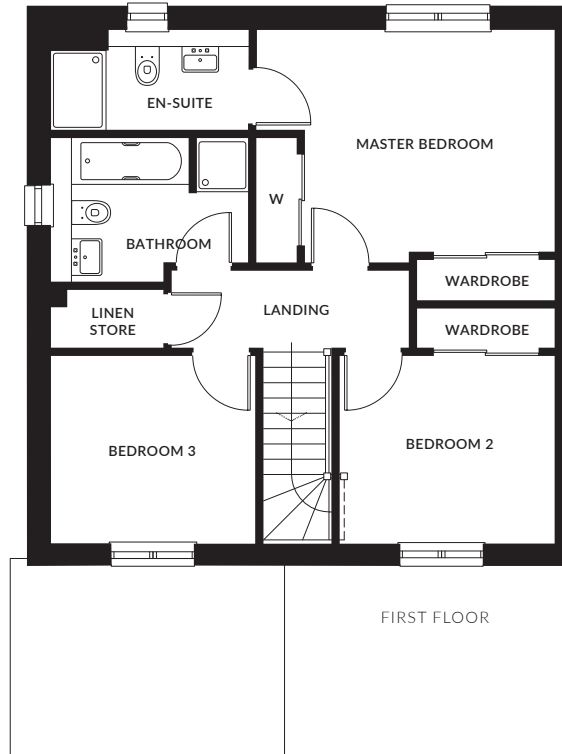 EN-SUITE
MASTER BEDROOM
W
BATHROOM
WARDROBE
LINEN
STORE
LANDING
WARDROBE
BEDROOM 3
BEDROOM 2
FIRST FLOOR